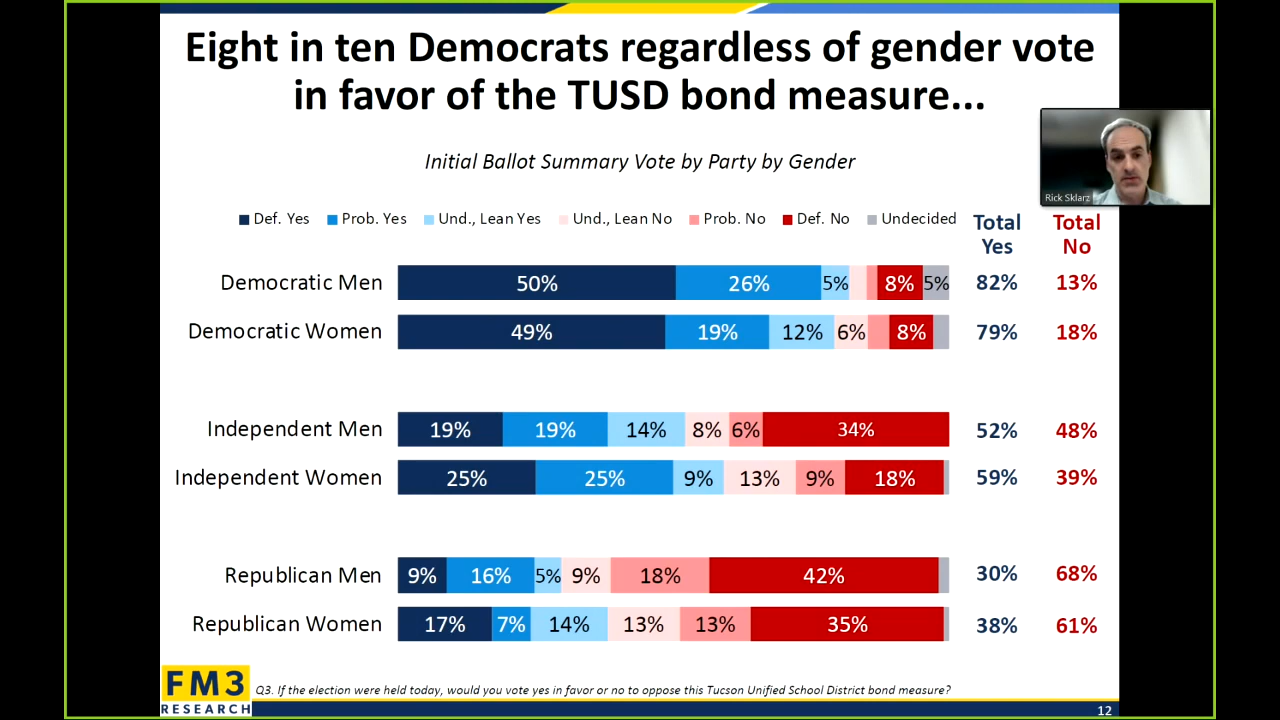 Eight in ten Democrats regardless of gender vote
in favor of the TUSD bond measure...
Initial Ballot Summary Vote by Party by Gender
Rick Sklarz
Def. Yes Prob. Yes Und., Lean Yes Und., Lean No Prob. No Def. No Undecided
Total Yes
Total No
Democratic Men 50% 26% 5% 8% 5% 82% 13%
Democratic Women 49% 19% 12% 6% 8% 79% 18%
Independent Men 19% 19% 14% 8% 6% 34% 52% 48%
Independent Women 25% 25% 9% 13% 9% 18% 59% 39%
Republican Men 9% 16% 5% 9% 18% 42% 30% 68%
Republican Women 17% 7% 14% 13% 13% 35% 38% 61%
FM3
RESEARCH
Q3. If the election were held today, would you vote yes in favor or no to oppose this Tucson Unified School District bond measure?
12